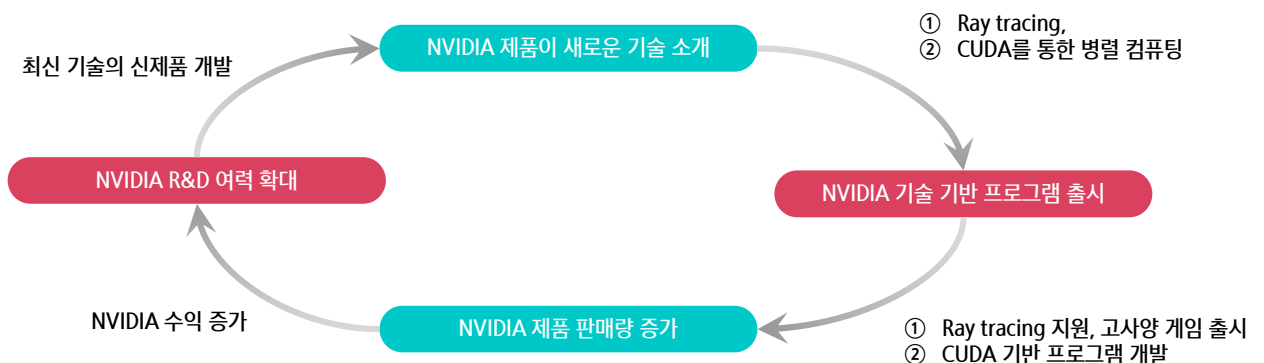 NVIDIA 제품이 새로운 기술 소개
① Ray tracing,
② CUDA를 통한 병렬 컴퓨팅
최신 기술의 신제품 개발
NVIDIA R&D 여력 확대
NVIDIA 기술 기반 프로그램 출시
NVIDIA 수익 증가
NVIDIA 제품 판매량 증가
① Ray tracing 지원, 고사양 게임 출시
② CUDA 기반 프로그램 개발